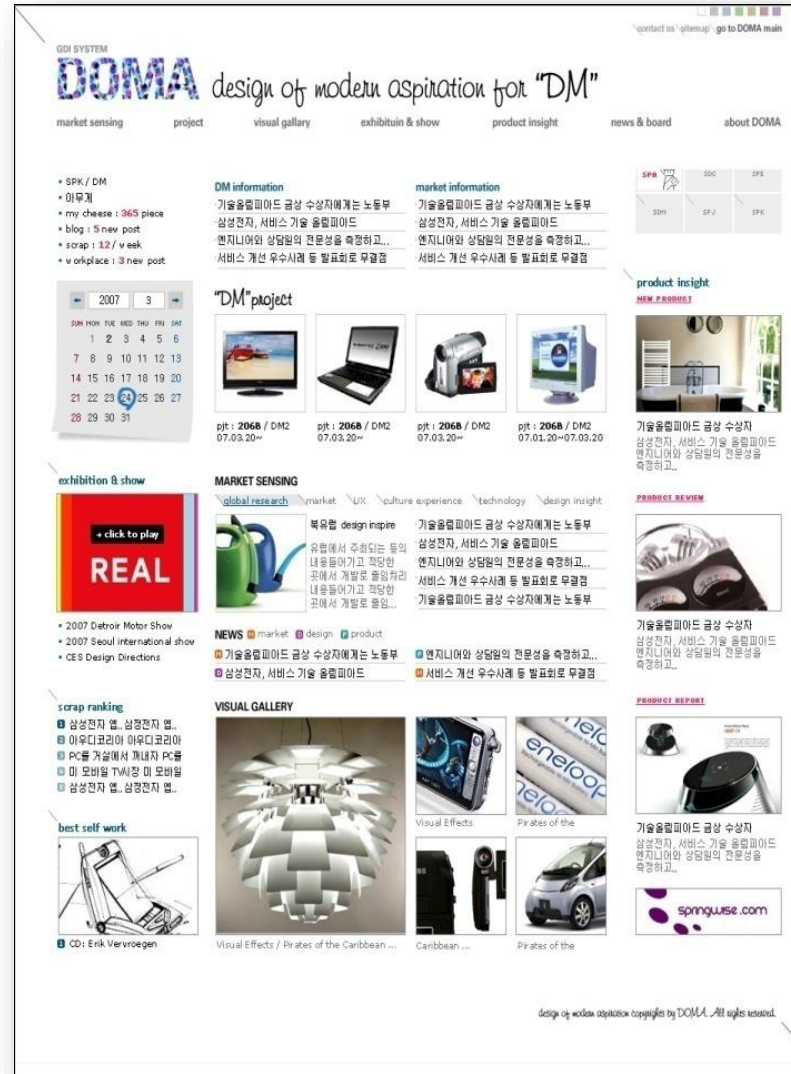 contact us sitemap go to DOMA main
GDI SYSTEM
DOMA design of modern aspiration for "DM"
market sensing project visual gallary exhibituin & show product insight news & board about DOMA
• SPK / DM
• 아무개
• my cheese : 365 piece
• blog : 5 new post
• scrap : 12 / week
• workplace : 3 new post
DM information
기술올림피아드 금상 수상자에게는 노동부
삼성전자, 서비스 기술 올림피아드
엔지니어와 상담원의 전문성을 측정하고...
서비스 개선 우수사례 등 발표회로 무결점
market information
기술올림피아드 금상 수상자에게는 노동부
삼성전자, 서비스 기술 올림피아드
엔지니어와 상담원의 전문성을 측정하고...
서비스 개선 우수사례 등 발표회로 무결점
SPA SDC SPE
SDM SPJ SPK
2007 3
SUN MON TUE WED THU FRI SAT
1 2 3 4 5 6
7 8 9 10 11 12 13
14 15 16 17 18 19 20
21 22 23 24 25 26 27
28 29 30 31
"DM" project
pjt : 206B / DM2
07.03.20~
pjt : 206B / DM2
07.03.20~
pjt : 206B / DM2
07.03.20~
pjt : 206B / DM2
07.01.20~07.03.20
product insight
NEW PRODUCT
기술올림피아드 금상 수상자
삼성전자, 서비스 기술 올림피아드
엔지니어와 상담원의 전문성을
측정하고..
exhibition & show
click to play
REAL
• 2007 Detroir Motor Show
• 2007 Seoul international show
• CES Design Directions
MARKET SENSING
global research market UX culture experience technology design insight
북유럽 design inspire
유럽에서 주최되는 등의
내용들어가고 적당한
곳에서 개발로 줄임처리
내용들어가고 적당한
곳에서 개발로 줄임...
기술올림피아드 금상 수상자에게는 노동부
삼성전자, 서비스 기술 올림피아드
엔지니어와 상담원의 전문성을 측정하고...
서비스 개선 우수사례 등 발표회로 무결점
기술올림피아드 금상 수상자에게는 노동부
NEWS M market D design P product
M 기술올림피아드 금상 수상자에게는 노동부
D 삼성전자, 서비스 기술 올림피아드
P 엔지니어와 상담원의 전문성을 측정하고...
M 서비스 개선 우수사례 등 발표회로 무결점
PRODUCT REVIEW
기술올림피아드 금상 수상자
삼성전자, 서비스 기술 올림피아드
엔지니어와 상담원의 전문성을
측정하고..
scrap ranking
1 삼성전자 엡.. 삼정전자 엡..
2 아우디코리아 아우디코리아
3 PC를 거실에서 꺼내자 PC를
4 미 모바일 TV시장 미 모바일
5 삼성전자 엡.. 삼정전자 엡..
best self work
1 CD: Erik Vervroegen
VISUAL GALLERY
Visual Effects / Pirates of the Caribbean ...
eneloop
eneloop
Visual Effects
Pirates of the
Caribbean ...
Pirates of the
PRODUCT REPORT
기술올림피아드 금상 수상자
삼성전자, 서비스 기술 올림피아드
엔지니어와 상담원의 전문성을
측정하고..
springwise.com
design of modern aspiration copyrights by DOMA. All rights reserved.